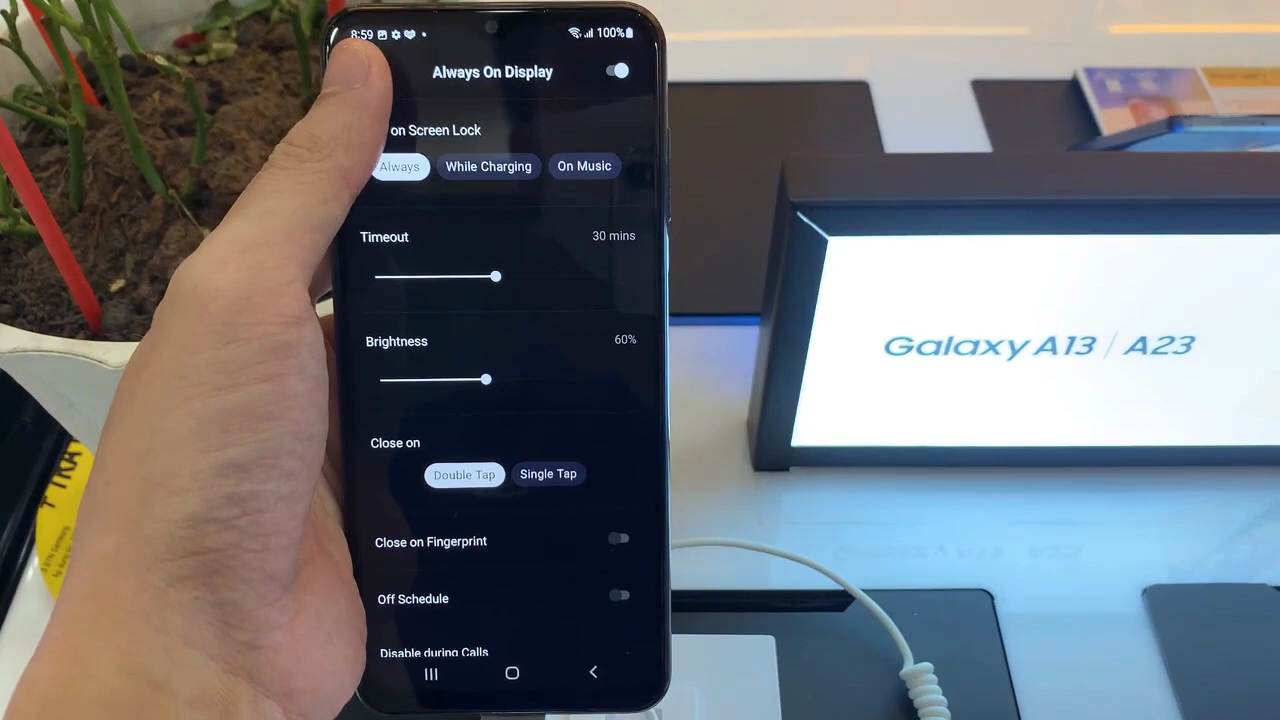 8:59 100%
Always On Display
on Screen Lock
Always While Charging On Music
Timeout 30 mins
Brightness 60%
Close on
Double Tap Single Tap
Close on Fingerprint
Off Schedule
Disable during Calls
Galaxy A13 / A23
TRA